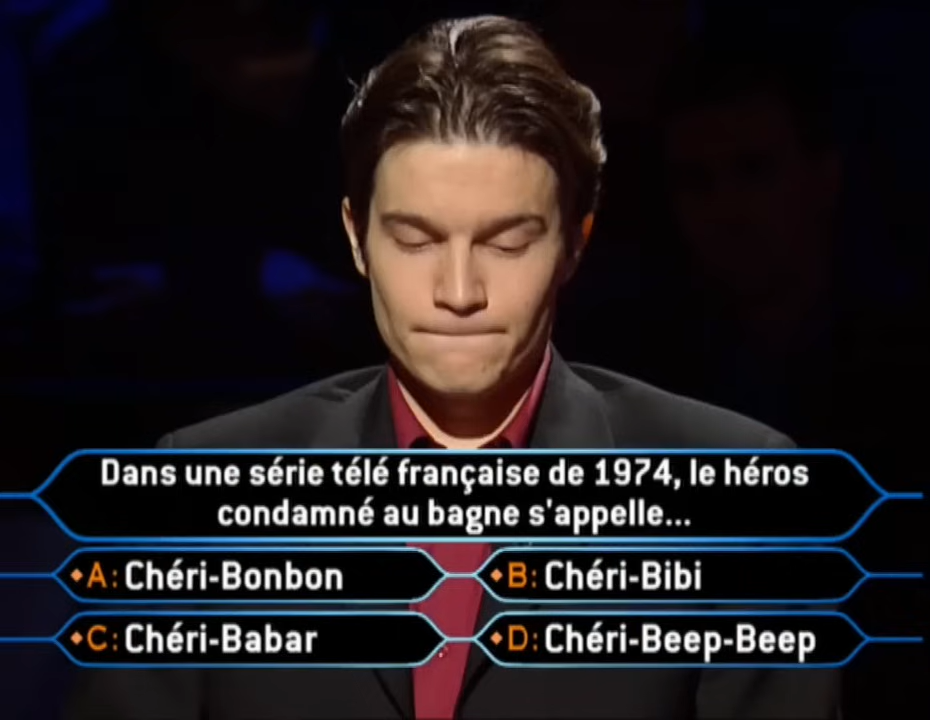 Dans une série télé française de 1974, le héros
condamné au bagne s'appelle...
A: Chéri-Bonbon
B: Chéri-Bibi
C: Chéri-Babar
D: Chéri-Beep-Beep